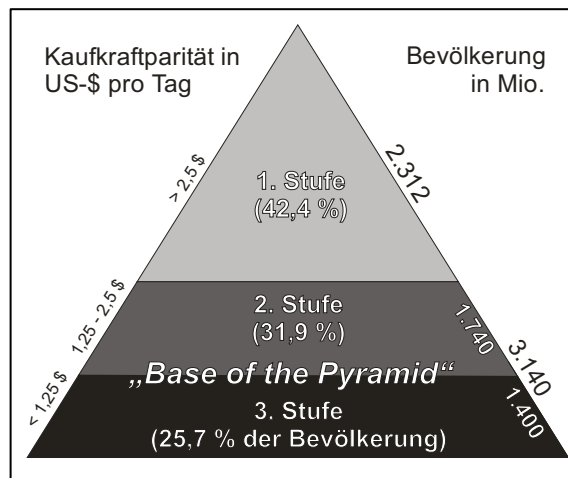 Kaufkraftparität in
US-$ pro Tag
Bevölkerung
in Mio.
> 2,5 $
1. Stufe
(42,4 %)
2.312
1,25 - 2,5 $
2. Stufe
(31,9 %)
1.740
„Base of the Pyramid“
3.140
< 1,25 $
3. Stufe
(25,7 % der Bevölkerung)
1.400